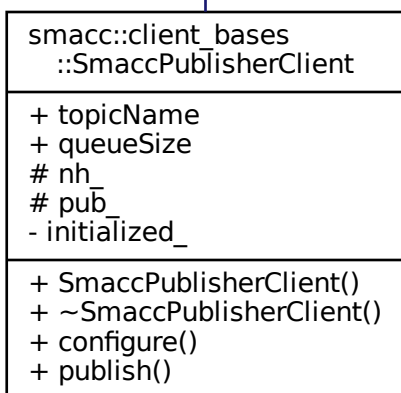 smacc::client_bases
::SmaccPublisherClient
+ topicName
+ queueSize
# nh_
# pub_
- initialized_
+ SmaccPublisherClient()
+ ~SmaccPublisherClient()
+ configure()
+ publish()